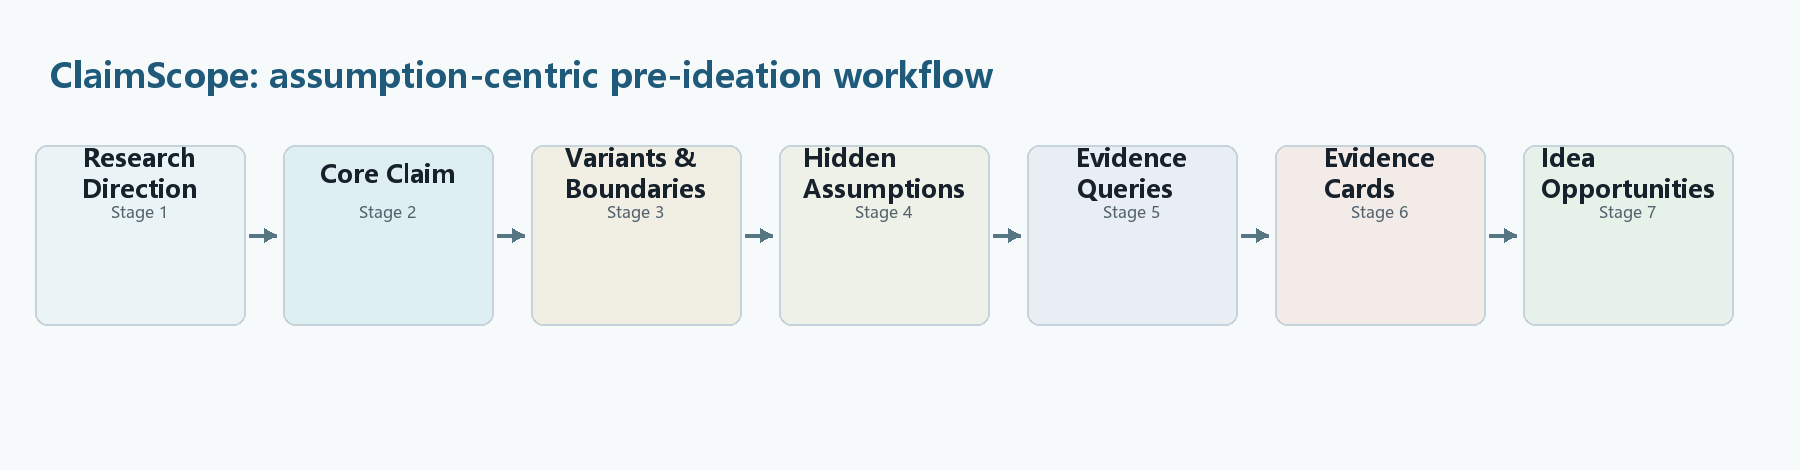 ClaimScope: assumption-centric pre-ideation workflow
Research
Direction
Stage 1
Core Claim
Stage 2
Variants &
Boundaries
Stage 3
Hidden
Assumptions
Stage 4
Evidence
Queries
Stage 5
Evidence
Cards
Stage 6
Idea
Opportunities
Stage 7